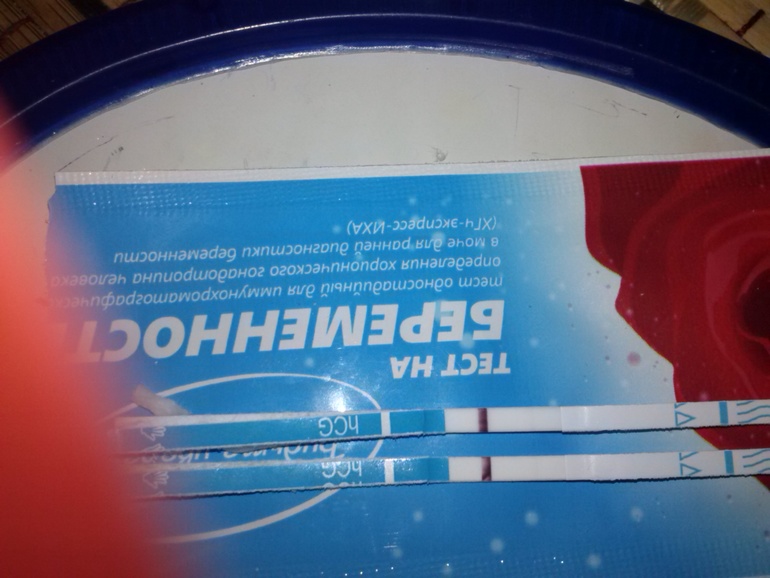 hCG
hCG
ТЕСТ НА
БЕРЕМЕННОСТ
тест одностадийный для иммунохроматографическ
определения хорионического гонадотропина человека
в моче для ранней диагностики беременности
(ХГч-экспресс-ИХА)